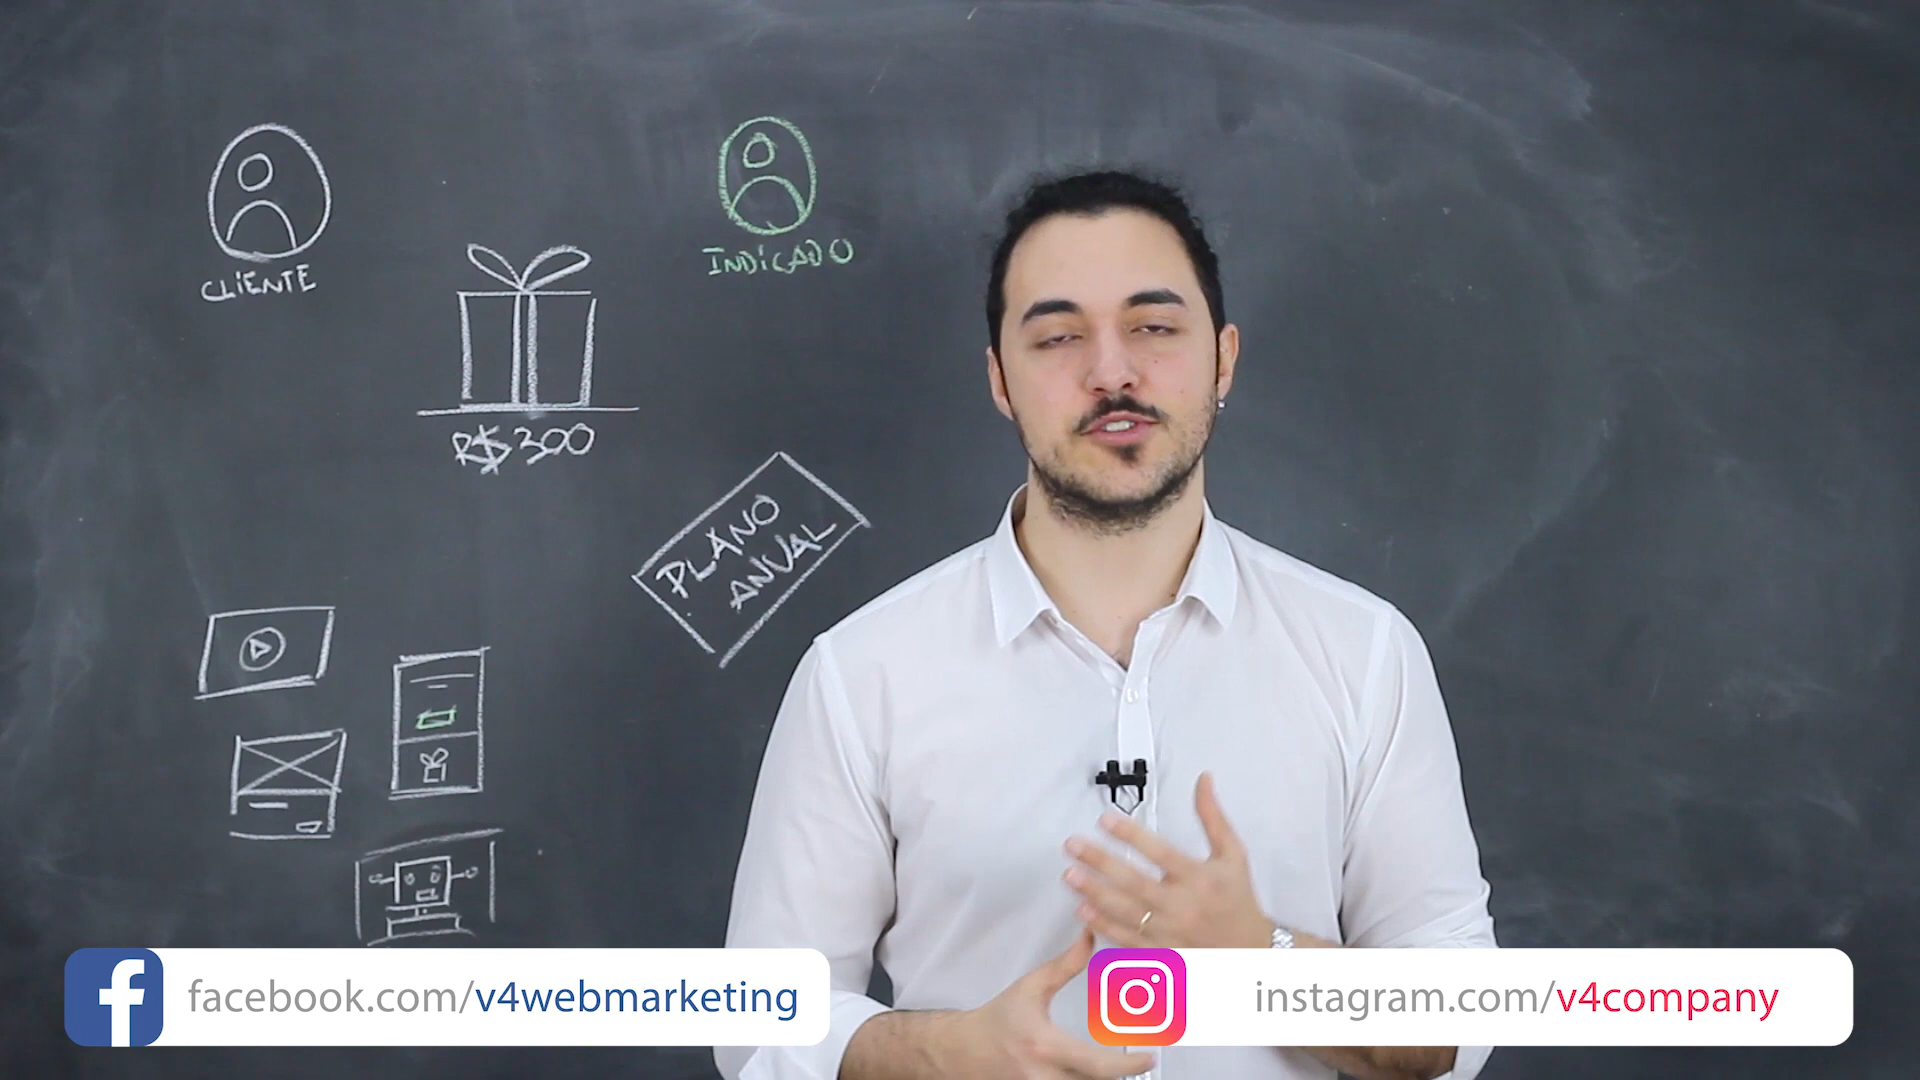 CLIENTE
INDICADO
R$300
PLANO
ANUAL
facebook.com/v4webmarketing
instagram.com/v4company